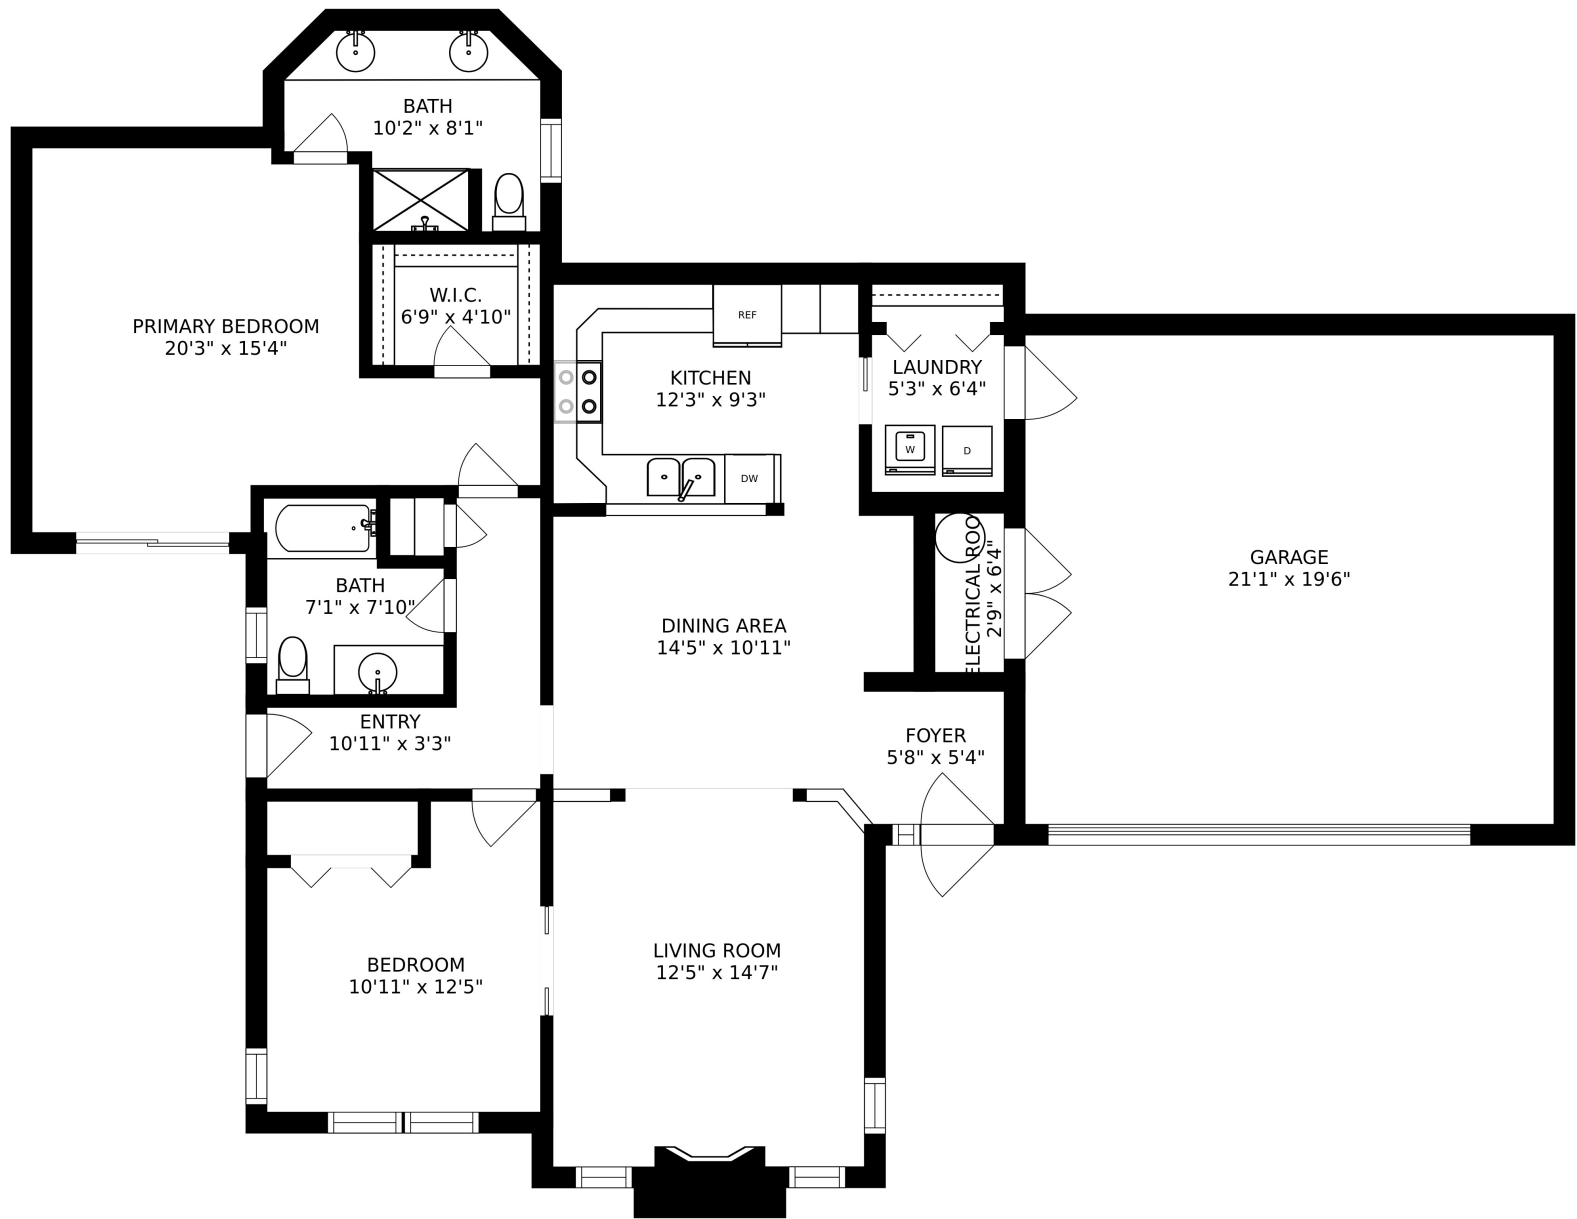 BATH
10'2" x 8'1"
W.I.C.
6'9" x 4'10"
PRIMARY BEDROOM
20'3" x 15'4"
REF
KITCHEN
12'3" x 9'3"
LAUNDRY
5'3" x 6'4"
W
D
DW
ELECTRICAL ROO
2'9" x 6'4"
GARAGE
21'1" x 19'6"
BATH
7'1" x 7'10"
DINING AREA
14'5" x 10'11"
ENTRY
10'11" x 3'3"
FOYER
5'8" x 5'4"
BEDROOM
10'11" x 12'5"
LIVING ROOM
12'5" x 14'7"